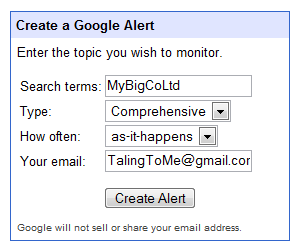 Create a Google Alert
Enter the topic you wish to monitor.
Search terms: MyBigCoLtd
Type: Comprehensive
How often: as-it-happens
Your email: TalingToMe@gmail.com
Create Alert
Google will not sell or share your email address.